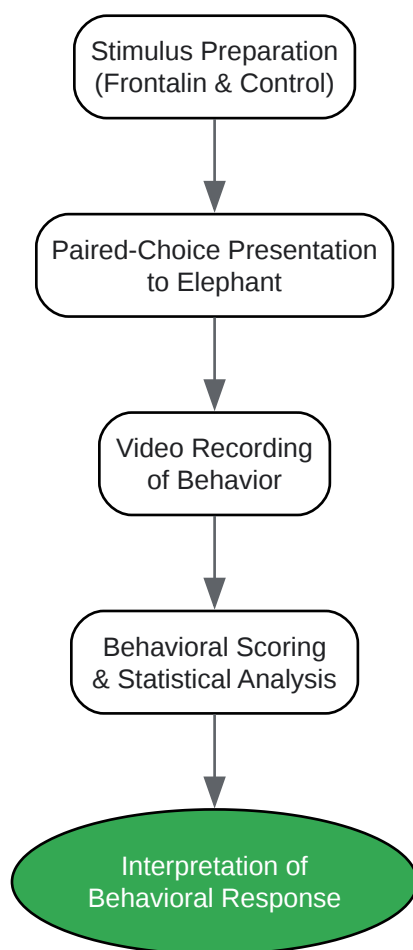 Stimulus Preparation
(Frontalin & Control)
Paired-Choice Presentation
to Elephant
Video Recording
of Behavior
Behavioral Scoring
& Statistical Analysis
Interpretation of
Behavioral Response